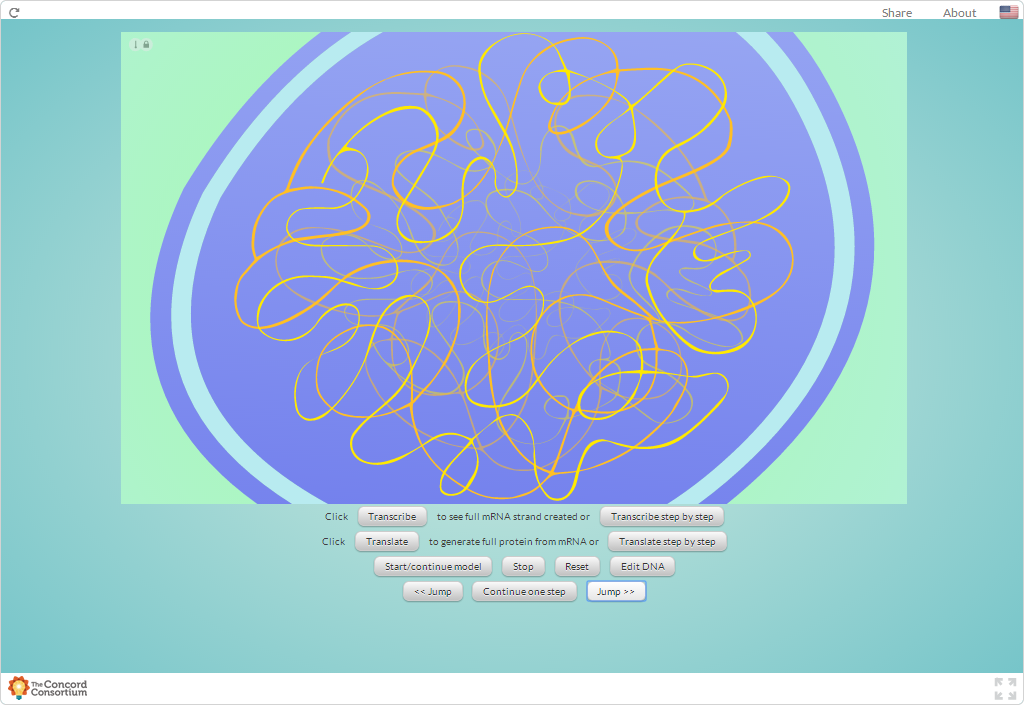 Share About
Click Transcribe to see full mRNA strand created or Transcribe step by step
Click Translate to generate full protein from mRNA or Translate step by step
Start/continue model Stop Reset Edit DNA
<< Jump Continue one step Jump >>
The Concord
Consortium